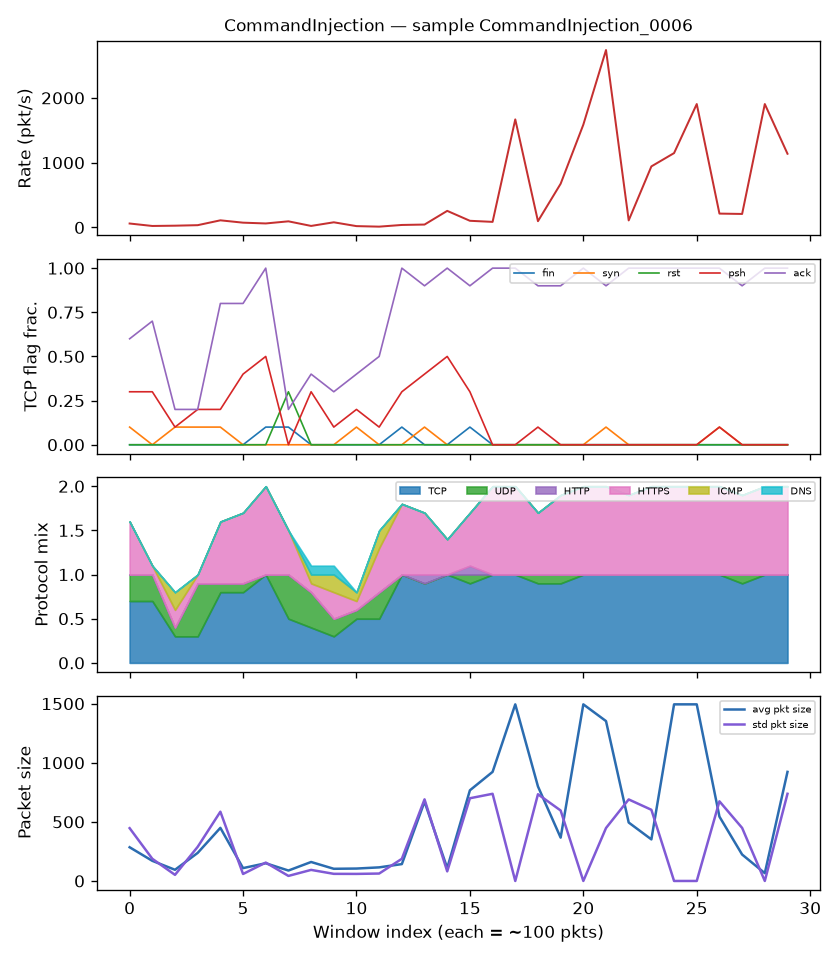 CommandInjection — sample CommandInjection_0006
Rate (pkt/s)
2000
1000
0
TCP flag frac.
1.00
0.75
0.50
0.25
0.00
fin syn rst psh ack
Protocol mix
2.0
1.5
1.0
0.5
0.0
TCP UDP HTTP HTTPS ICMP DNS
Packet size
1500
1000
500
0
avg pkt size
std pkt size
0 5 10 15 20 25 30
Window index (each = ~100 pkts)